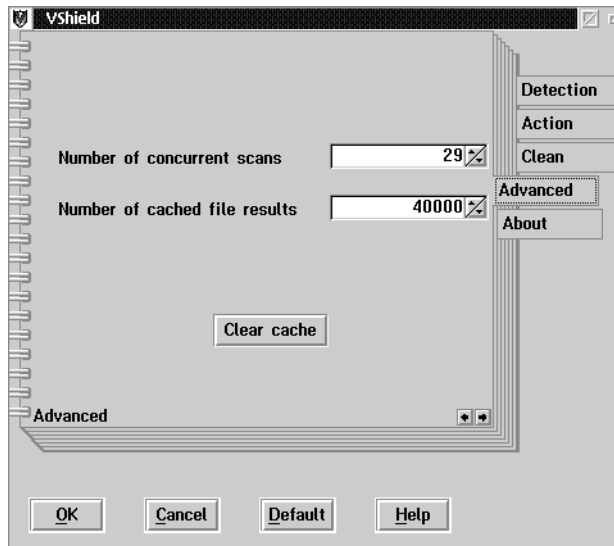 VShield
Detection
Action
Number of concurrent scans 29
Clean
Advanced
Number of cached file results 40000
About
Clear cache
Advanced
OK Cancel Default Help